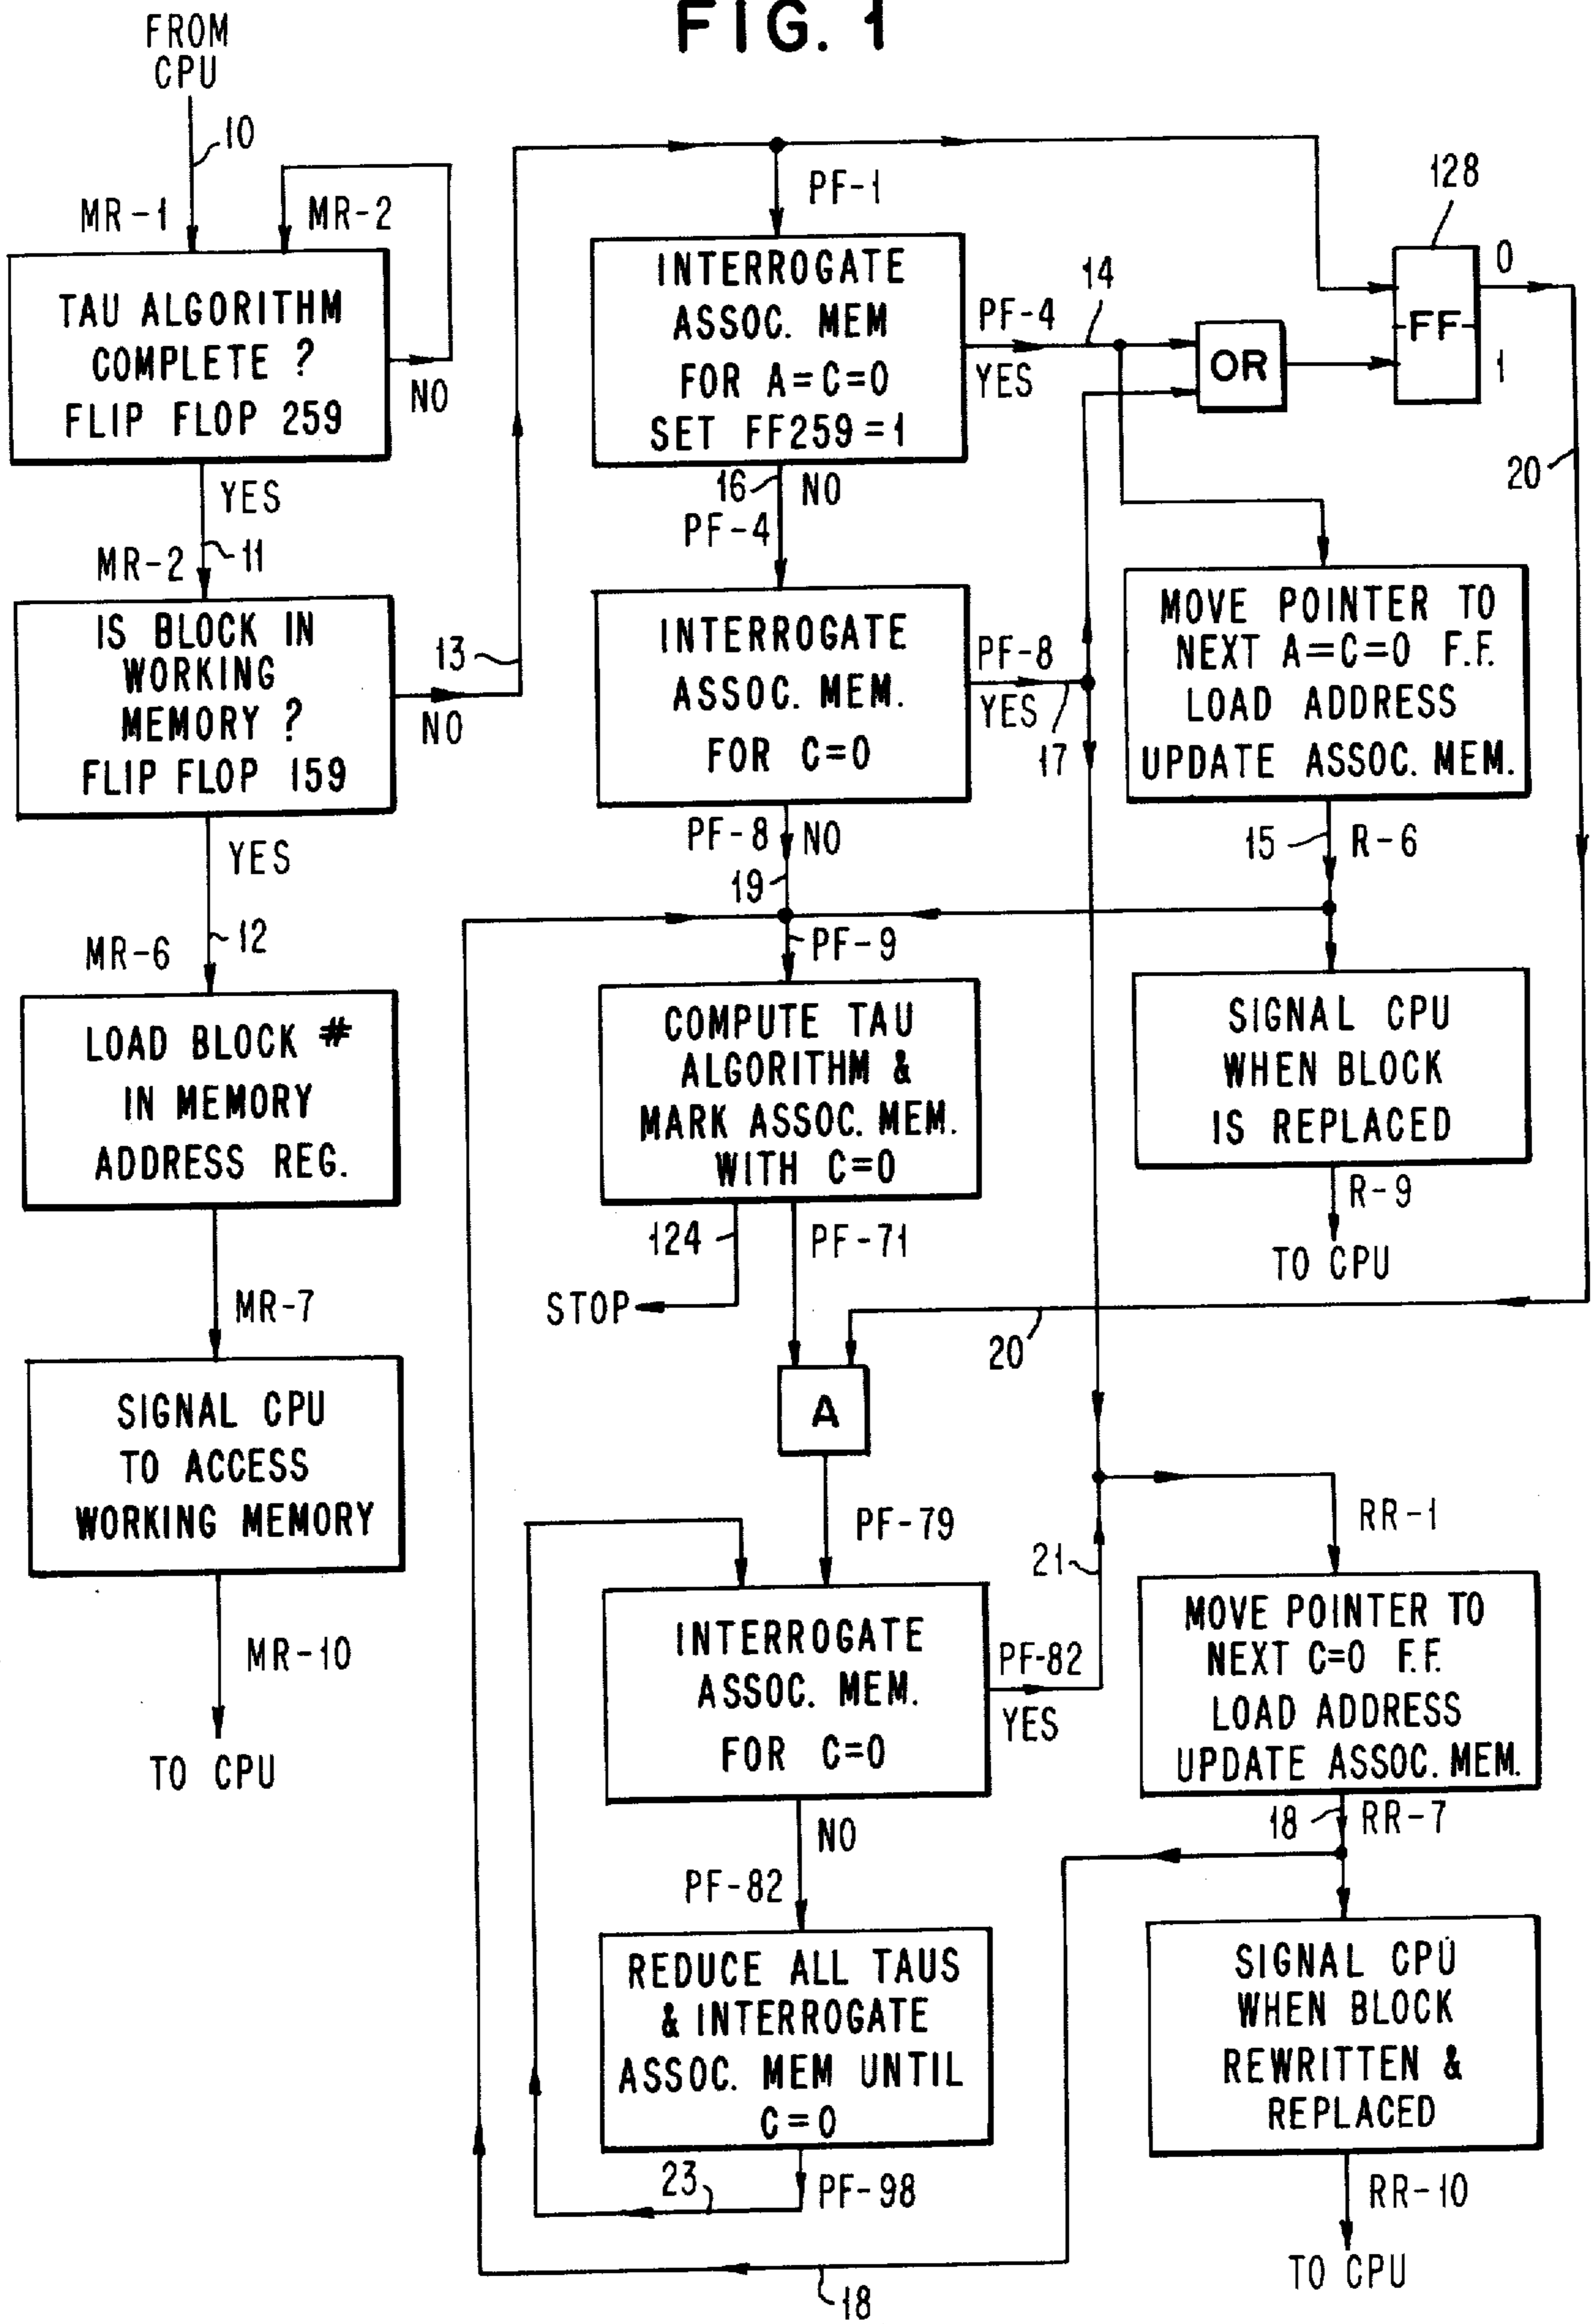 FIG. 1
FROM
CPU
10
MR-1
MR-2
TAU ALGORITHM
COMPLETE ?
FLIP FLOP 259
NO
YES
MR-2
11
IS BLOCK IN
WORKING
MEMORY ?
FLIP FLOP 159
13
NO
YES
MR-6
12
LOAD BLOCK #
IN MEMORY
ADDRESS REG.
MR-7
SIGNAL CPU
TO ACCESS
WORKING MEMORY
MR-10
TO CPU
PF-1
INTERROGATE
ASSOC. MEM
FOR A=C=0
SET FF259=1
PF-4
YES
14
OR
128
FF
0
1
20
16
NO
PF-4
INTERROGATE
ASSOC. MEM.
FOR C=0
PF-8
YES
17
MOVE POINTER TO
NEXT A=C=0 F.F.
LOAD ADDRESS
UPDATE ASSOC. MEM.
15
R-6
PF-8
NO
19
PF-9
COMPUTE TAU
ALGORITHM &
MARK ASSOC. MEM.
WITH C=0
SIGNAL CPU
WHEN BLOCK
IS REPLACED
R-9
TO CPU
124
PF-71
STOP
20
A
PF-79
21
RR-1
INTERROGATE
ASSOC. MEM.
FOR C=0
PF-82
YES
MOVE POINTER TO
NEXT C=0 F.F.
LOAD ADDRESS
UPDATE ASSOC. MEM.
18
RR-7
NO
PF-82
REDUCE ALL TAUS
& INTERROGATE
ASSOC. MEM UNTIL
C=0
SIGNAL CPU
WHEN BLOCK
REWRITTEN &
REPLACED
23
PF-98
RR-10
TO CPU
18